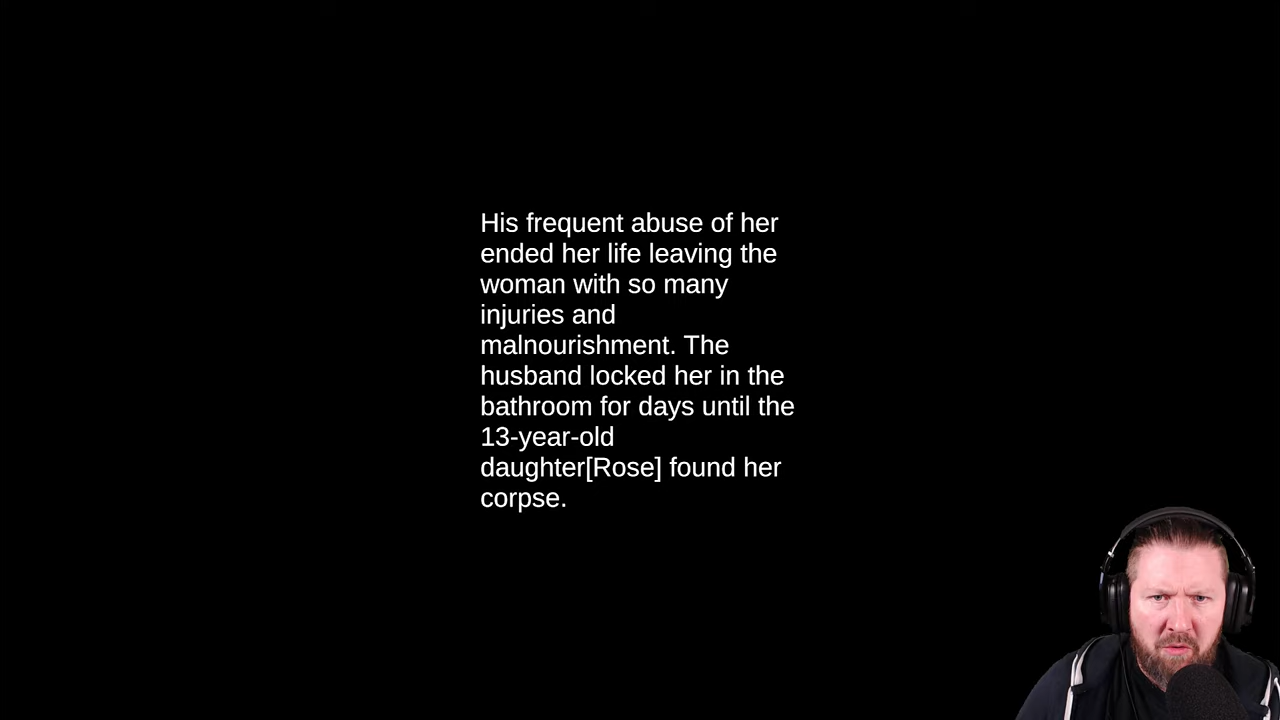 His frequent abuse of her
ended her life leaving the
woman with so many
injuries and
malnourishment. The
husband locked her in the
bathroom for days until the
13-year-old
daughter[Rose] found her
corpse.